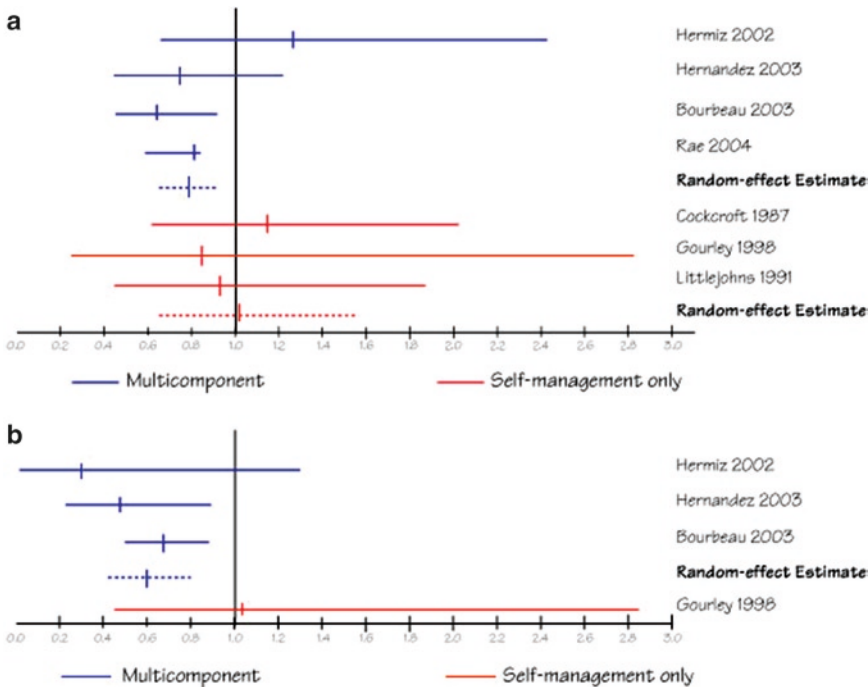 a
Hermiz 2002
Hernandez 2003
Bourbeau 2003
Rae 2004
Random-effect Estimate
Cockcroft 1987
Gourley 1998
Littlejohns 1991
Random-effect Estimate
0.0 0.2 0.4 0.6 0.8 1.0 1.2 1.4 1.6 1.8 2.0 2.2 2.4 2.6 2.8 3.0
Multicomponent Self-management only
b
Hermiz 2002
Hernandez 2003
Bourbeau 2003
Random-effect Estimate
Gourley 1998
0.0 0.2 0.4 0.6 0.8 1.0 1.2 1.4 1.6 1.8 2.0 2.2 2.4 2.6 2.8 3.0
Multicomponent Self-management only